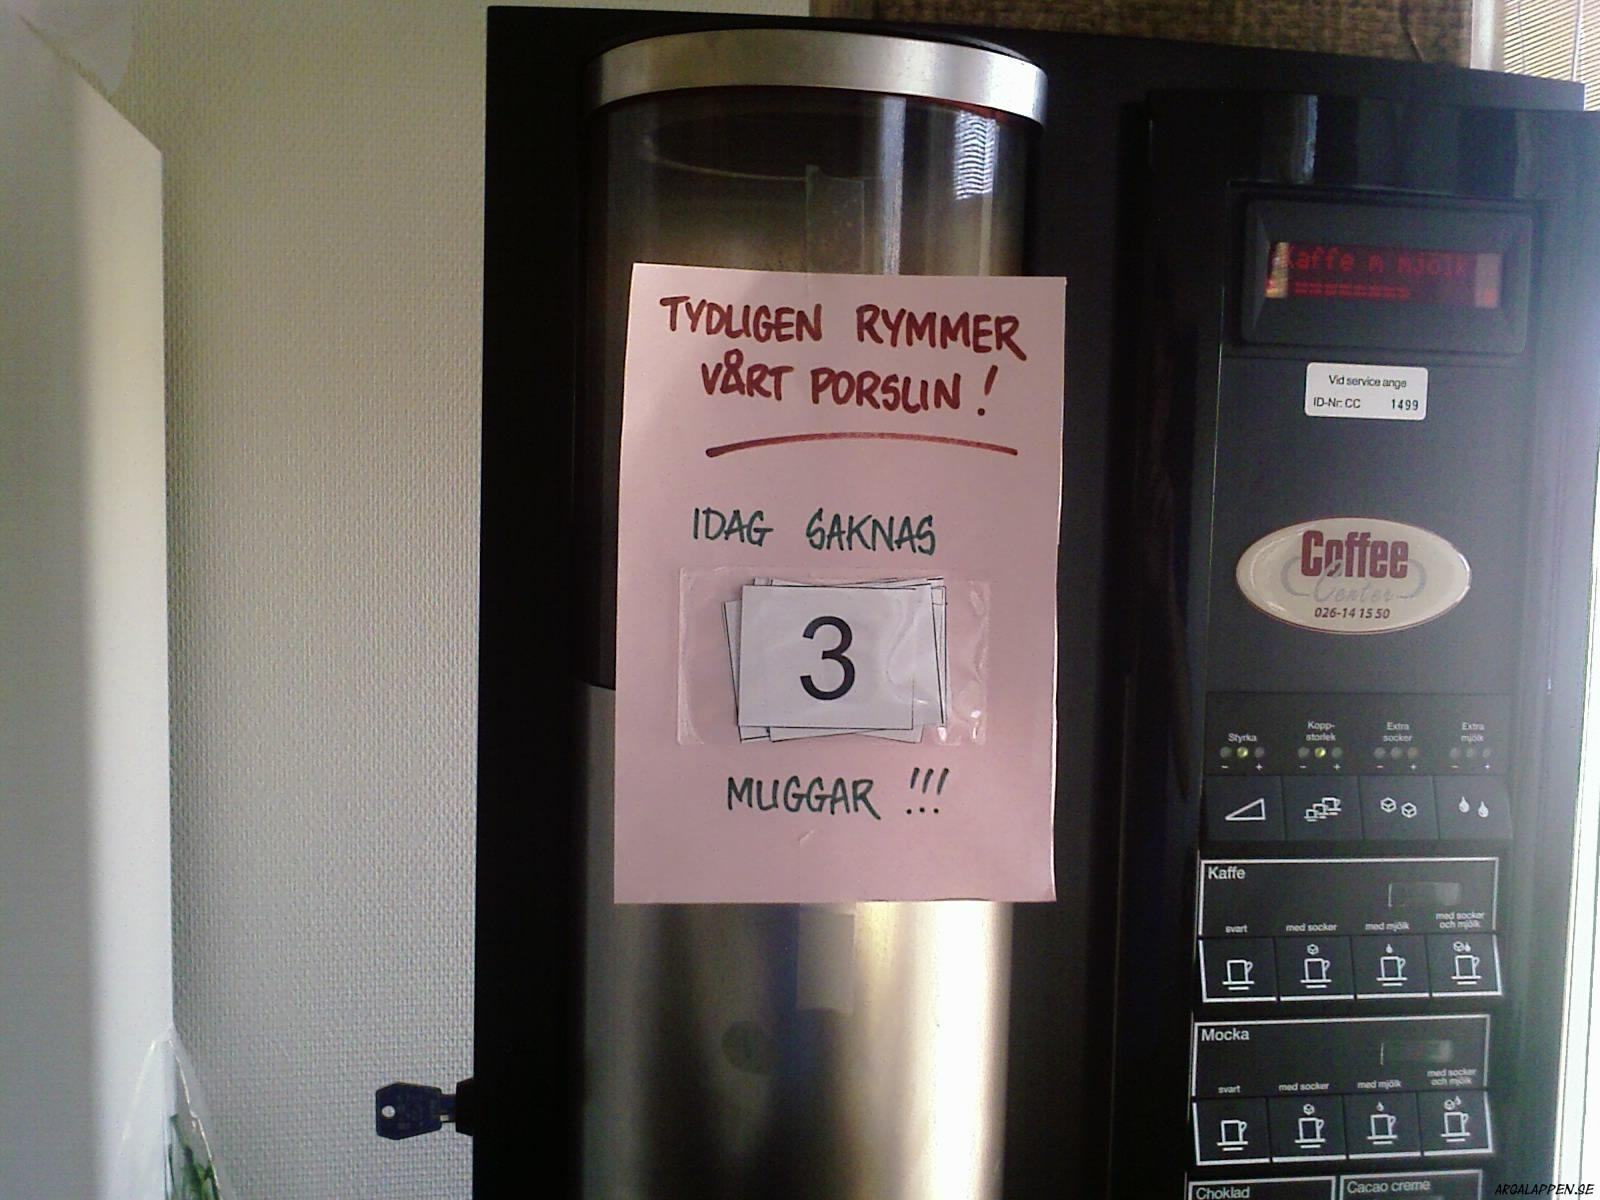 TYDLIGEN RYMMER
VÅRT PORSLIN!
IDAG SAKNAS
3
MUGGAR !!!
Kaffe m mjölk
Vid service ange
ID-Nr: CC 1499
Coffee
Center
026-14 15 50
Styrka
Kopp-
storlek
Extra
socker
Extra
mjölk
- +
- +
- +
- +
Kaffe
svart
med socker
med mjölk
med socker
och mjölk
Mocka
svart
med socker
med mjölk
med socker
och mjölk
Choklad
Cacao creme
ARGALAPPEN.SE